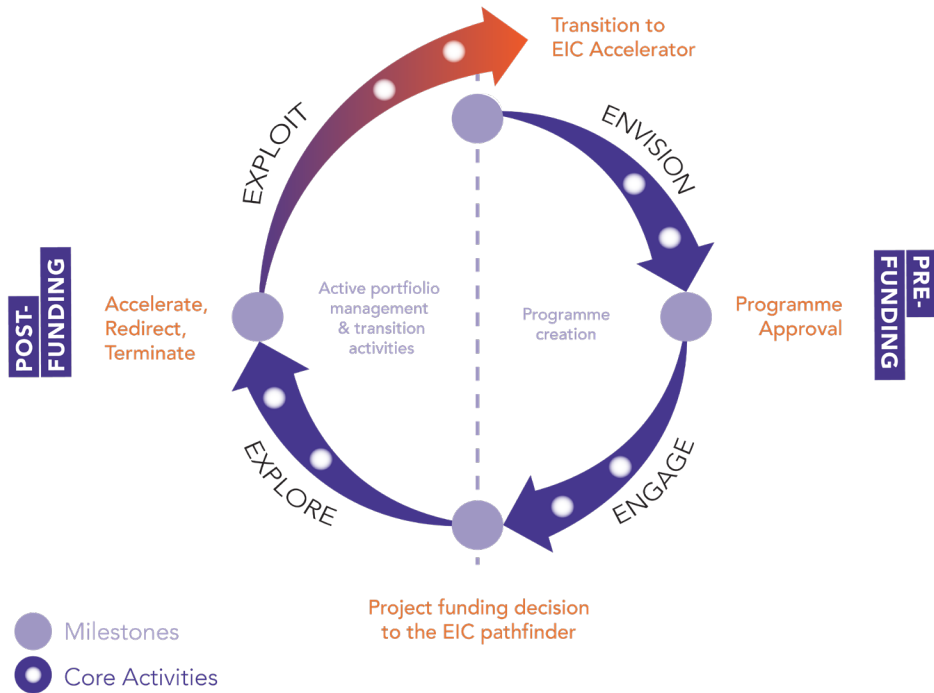 Transition to
EIC Accelerator
ENVISION
EXPLOIT
PRE-
FUNDING
POST-
FUNDING
Accelerate,
Redirect,
Terminate
Active portfiolio
management
& transition
activities
Programme
creation
Programme
Approval
ENGAGE
EXPLORE
Project funding decision
to the EIC pathfinder
Milestones
Core Activities